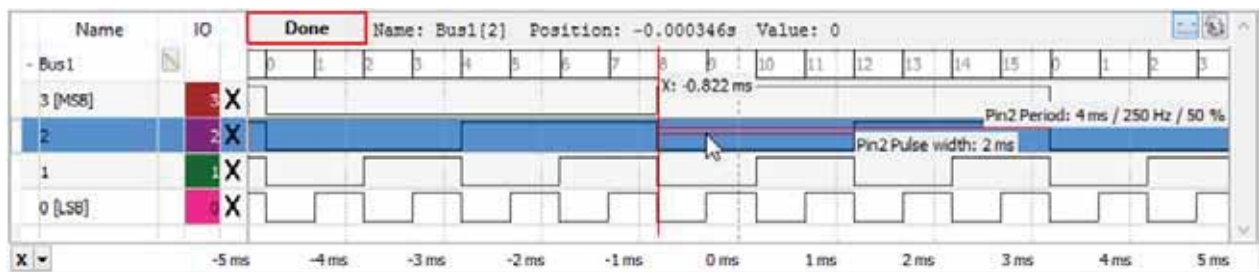 Name IO Done Name: Bus1[2] Position: -0.000346s Value: 0
- Bus1 0 1 2 3 4 5 6 7 8 9 10 11 12 13 14 15 0 1 2 3
X: -0.822 ms
3 [MSB] 3 X
Pin2 Period: 4 ms / 250 Hz / 50 %
2 2 X
Pin2 Pulse width: 2 ms
1 1 X
0 [LSB] 0 X
X -5 ms -4 ms -3 ms -2 ms -1 ms 0 ms 1 ms 2 ms 3 ms 4 ms 5 ms